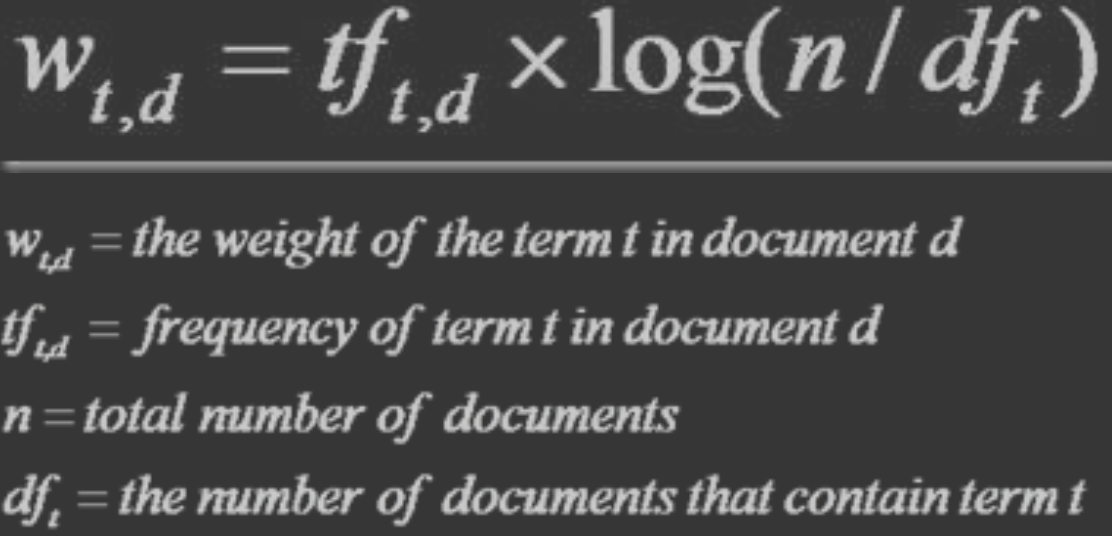 w_{t,d} = tf_{t,d} × log(n / df_t)
w_{t,d} = the weight of the term t in document d
tf_{t,d} = frequency of term t in document d
n = total number of documents
df_t = the number of documents that contain term t